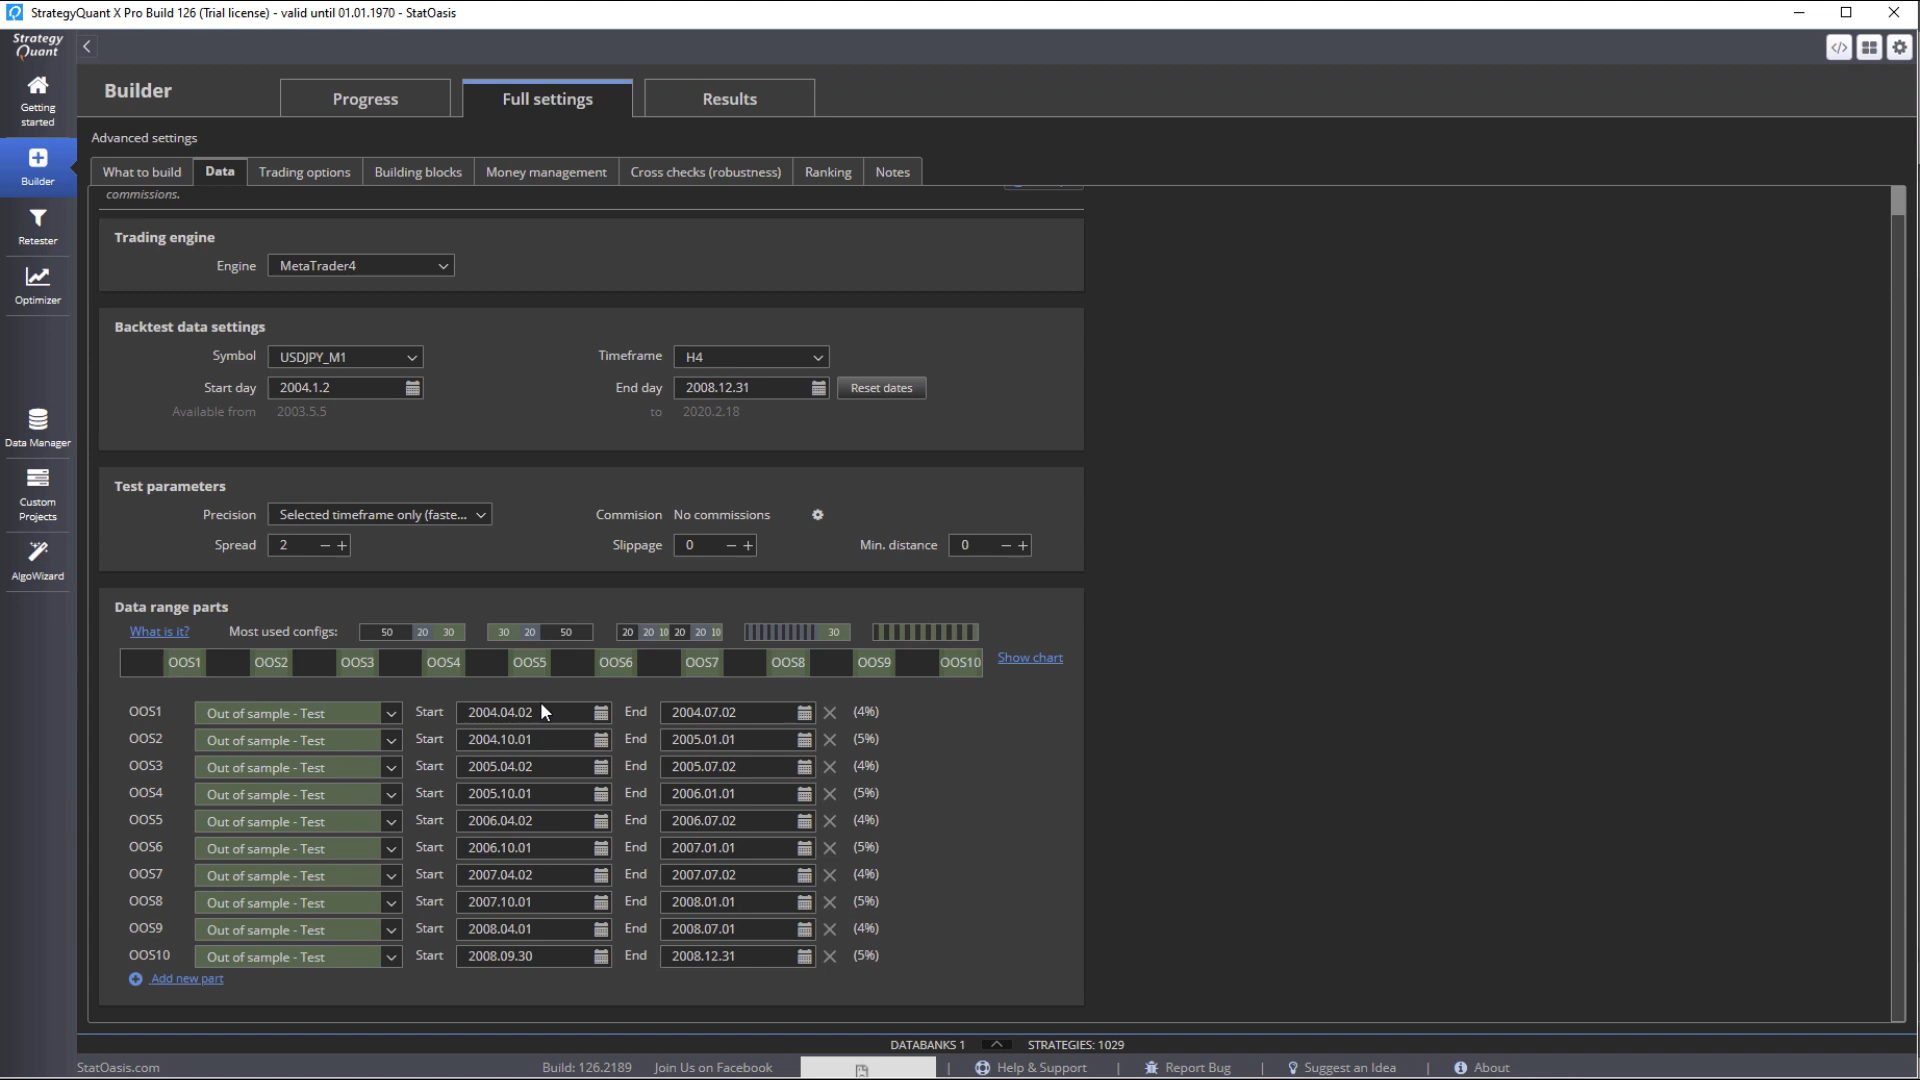 StrategyQuant X Pro Build 126 (Trial license) - valid until 01.01.1970 - StatOasis
Strategy
Quant
Getting
started
Builder
Retester
Optimizer
Data Manager
Custom
Projects
AlgoWizard
Builder
Progress
Full settings
Results
Advanced settings
What to build
Data
Trading options
Building blocks
Money management
Cross checks (robustness)
Ranking
Notes
commissions.
Trading engine
Engine MetaTrader4
Backtest data settings
Symbol USDJPY_M1 Timeframe H4
Start day 2004.1.2 End day 2008.12.31 Reset dates
Available from 2003.5.5 to 2020.2.18
Test parameters
Precision Selected timeframe only (faste... Commision No commissions
Spread 2 - + Slippage 0 - + Min. distance 0 - +
Data range parts
What is it? Most used configs: 50 20 30 30 20 50 20 20 10 20 20 10 30
OOS1 OOS2 OOS3 OOS4 OOS5 OOS6 OOS7 OOS8 OOS9 OOS10 Show chart
OOS1 Out of sample - Test Start 2004.04.02 End 2004.07.02 (4%)
OOS2 Out of sample - Test Start 2004.10.01 End 2005.01.01 (5%)
OOS3 Out of sample - Test Start 2005.04.02 End 2005.07.02 (4%)
OOS4 Out of sample - Test Start 2005.10.01 End 2006.01.01 (5%)
OOS5 Out of sample - Test Start 2006.04.02 End 2006.07.02 (4%)
OOS6 Out of sample - Test Start 2006.10.01 End 2007.01.01 (5%)
OOS7 Out of sample - Test Start 2007.04.02 End 2007.07.02 (4%)
OOS8 Out of sample - Test Start 2007.10.01 End 2008.01.01 (5%)
OOS9 Out of sample - Test Start 2008.04.01 End 2008.07.01 (4%)
OOS10 Out of sample - Test Start 2008.09.30 End 2008.12.31 (5%)
Add new part
DATABANKS 1 STRATEGIES: 1029
StatOasis.com Build: 126.2189 Join Us on Facebook | Help & Support | Report Bug | Suggest an Idea | About